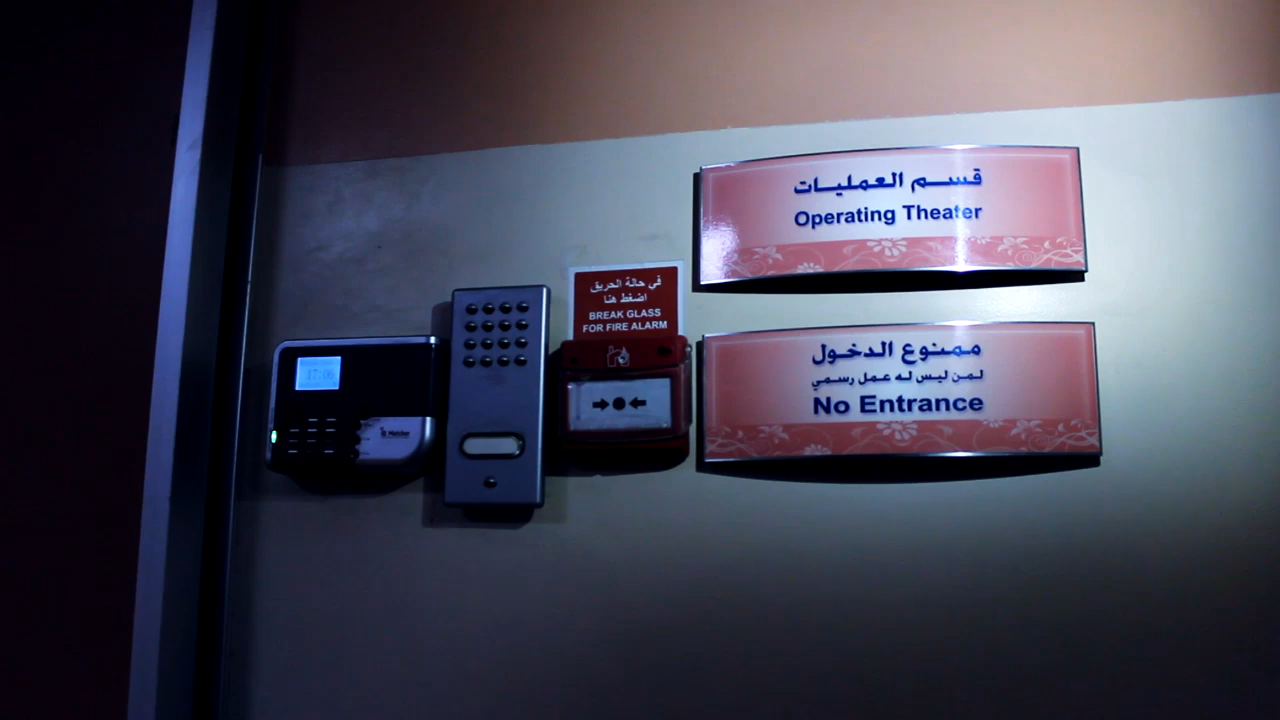 قسم العمليات
Operating Theater
ممنوع الدخول
لمن ليس له عمل رسمي
No Entrance
في حالة الحريق
اضغط هنا
BREAK GLASS
FOR FIRE ALARM
17:06